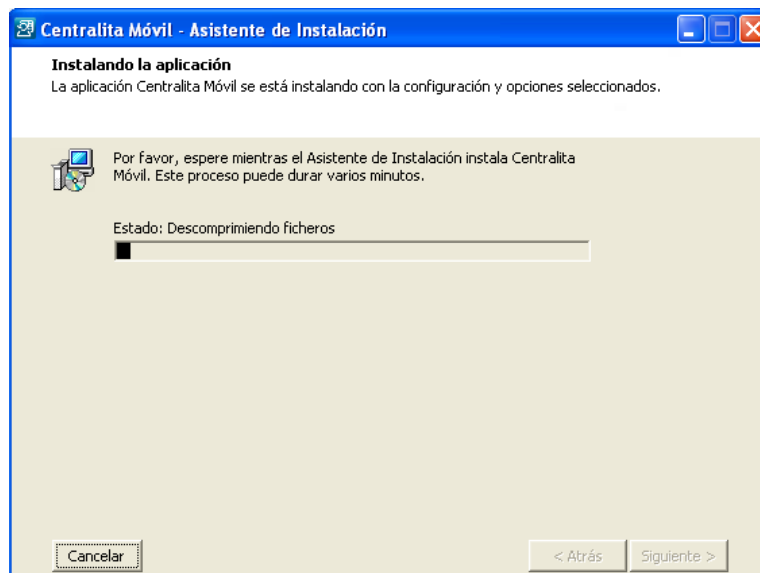 Centralita Móvil - Asistente de Instalación
Instalando la aplicación
La aplicación Centralita Móvil se está instalando con la configuración y opciones seleccionados.
Por favor, espere mientras el Asistente de Instalación instala Centralita
Móvil. Este proceso puede durar varios minutos.
Estado: Descomprimiendo ficheros
Cancelar
< Atrás
Siguiente >